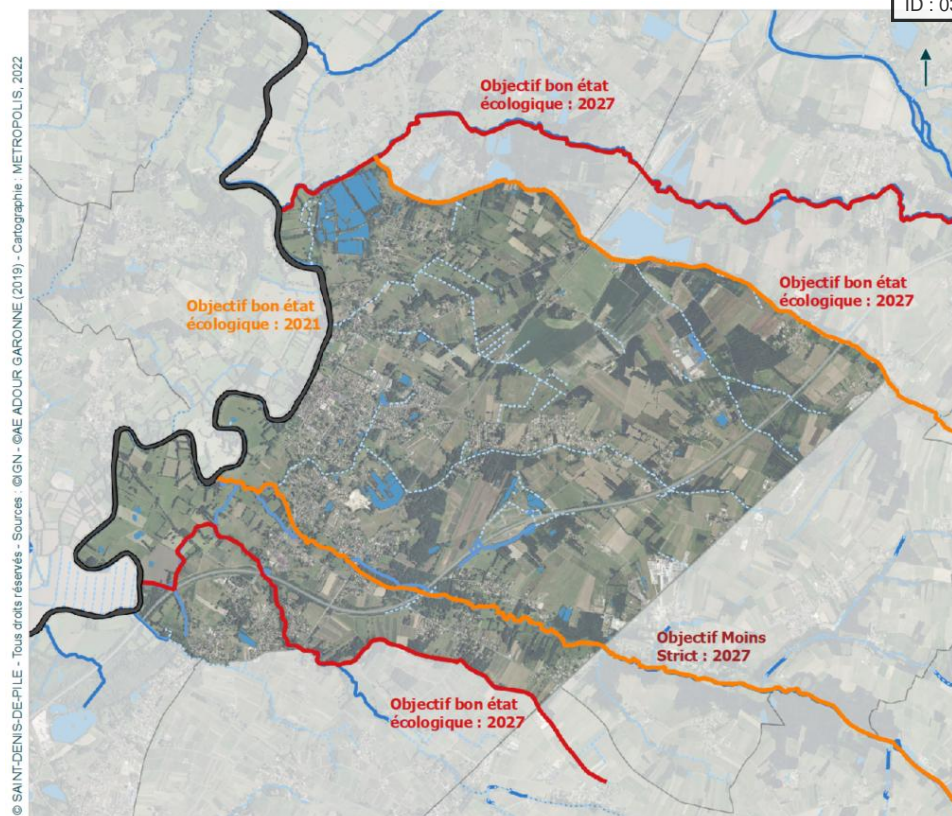 ID : 03
Objectif bon état
écologique : 2027
Objectif bon état
écologique : 2027
Objectif bon état
écologique : 2021
Objectif Moins
Strict : 2027
Objectif bon état
écologique : 2027
© SAINT-DENIS-DE-PILE - Tous droits réservés - Sources : ©IGN - ©AE ADOUR GARONNE (2019) - Cartographie : METROPOLIS, 2022